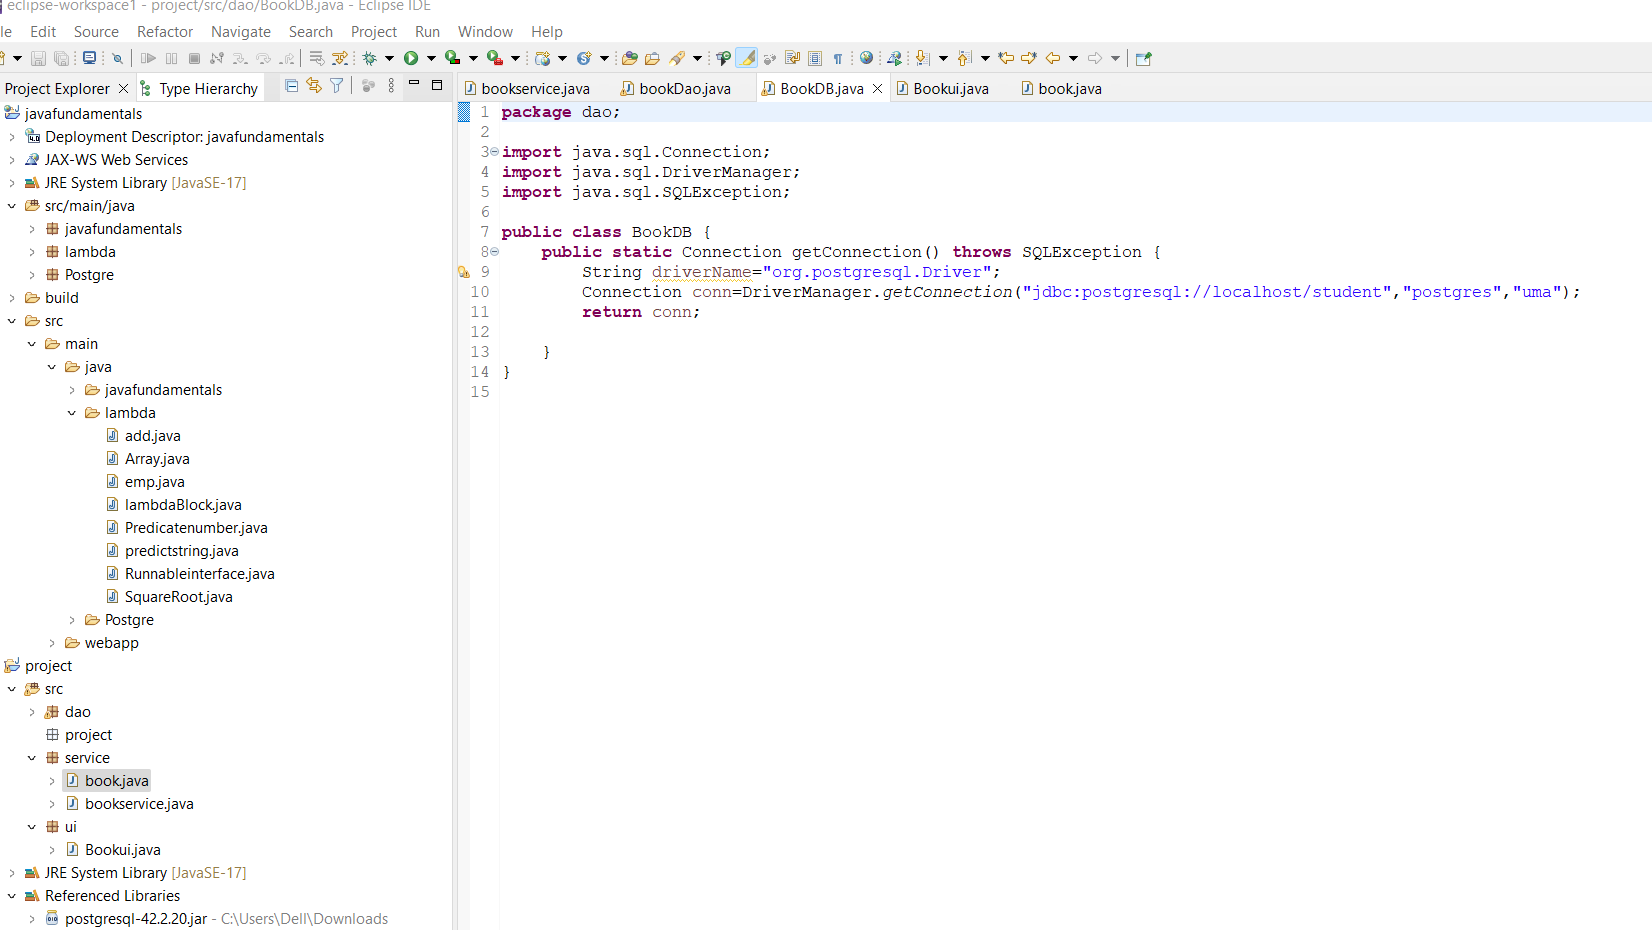 eclipse-workspace1 - project/src/dao/BookDB.java - Eclipse IDE
le Edit Source Refactor Navigate Search Project Run Window Help
Project Explorer
Type Hierarchy
javafundamentals
Deployment Descriptor: javafundamentals
JAX-WS Web Services
JRE System Library [JavaSE-17]
src/main/java
javafundamentals
lambda
Postgre
build
src
main
java
javafundamentals
lambda
add.java
Array.java
emp.java
lambdaBlock.java
Predicatenumber.java
predictstring.java
Runnableinterface.java
SquareRoot.java
Postgre
webapp
project
src
dao
project
service
book.java
bookservice.java
ui
Bookui.java
JRE System Library [JavaSE-17]
Referenced Libraries
postgresql-42.2.20.jar - C:\Users\Dell\Downloads
bookservice.java bookDao.java BookDB.java Bookui.java book.java
1 package dao;
2
3 import java.sql.Connection;
4 import java.sql.DriverManager;
5 import java.sql.SQLException;
6
7 public class BookDB {
8 public static Connection getConnection() throws SQLException {
9 String driverName="org.postgresql.Driver";
10 Connection conn=DriverManager.getConnection("jdbc:postgresql://localhost/student","postgres","uma");
11 return conn;
12
13 }
14 }
15